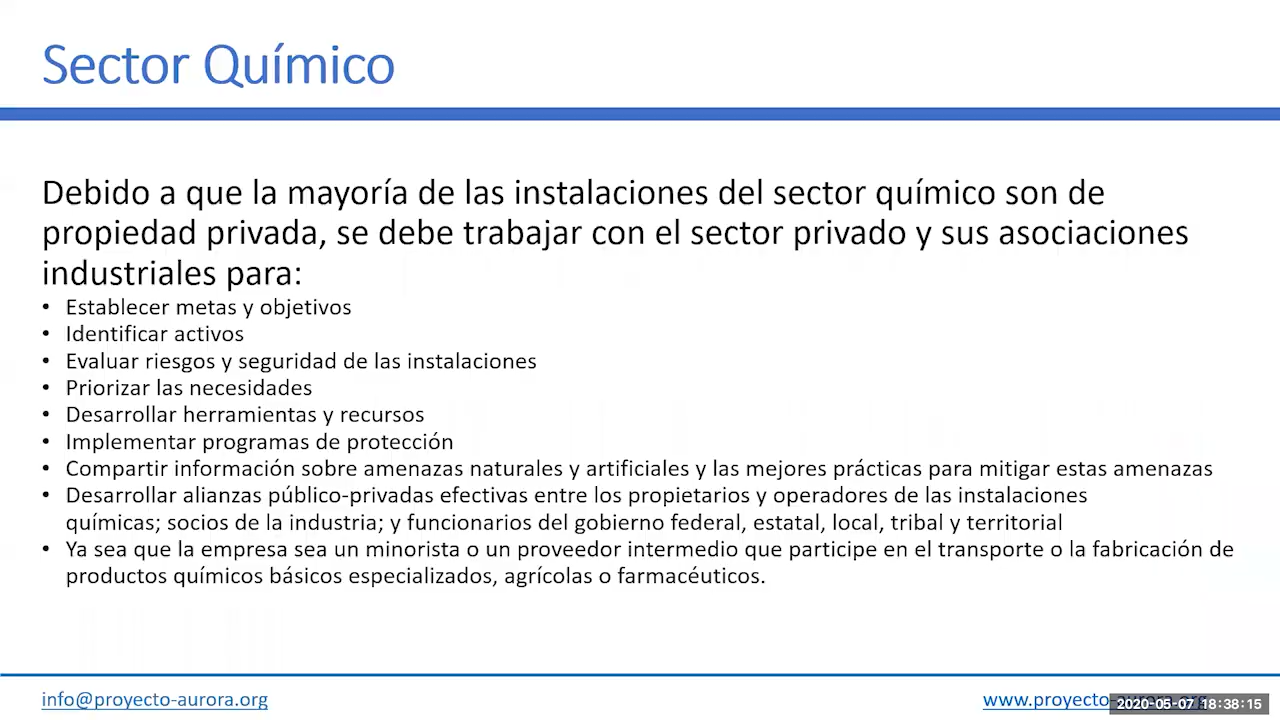 Sector Químico
Debido a que la mayoría de las instalaciones del sector químico son de
propiedad privada, se debe trabajar con el sector privado y sus asociaciones
industriales para:
• Establecer metas y objetivos
• Identificar activos
• Evaluar riesgos y seguridad de las instalaciones
• Priorizar las necesidades
• Desarrollar herramientas y recursos
• Implementar programas de protección
• Compartir información sobre amenazas naturales y artificiales y las mejores prácticas para mitigar estas amenazas
• Desarrollar alianzas público-privadas efectivas entre los propietarios y operadores de las instalaciones
químicas; socios de la industria; y funcionarios del gobierno federal, estatal, local, tribal y territorial
• Ya sea que la empresa sea un minorista o un proveedor intermedio que participe en el transporte o la fabricación de
productos químicos básicos especializados, agrícolas o farmacéuticos.
info@proyecto-aurora.org
www.proyecto-aurora.org
2020-05-07 18:38:15